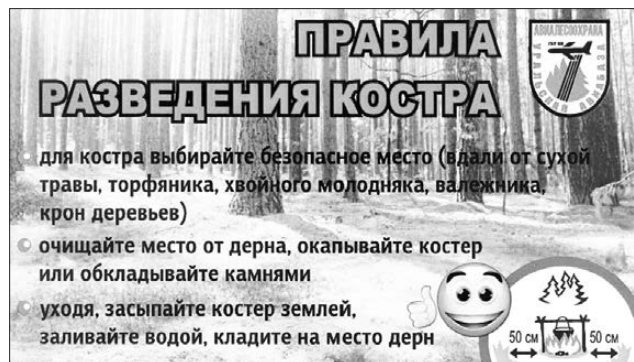 ПРАВИЛА
РАЗВЕДЕНИЯ КОСТРА
АВИАЛЕСООХРАНА
УРАЛЬСКАЯ АВИАБАЗА
для костра выбирайте безопасное место (вдали от сухой
травы, торфяника, хвойного молодняка, валежника,
крон деревьев)
очищайте место от дерна, окапывайте костер
или обкладывайте камнями
уходя, засыпайте костер землей,
заливайте водой, кладите на место дерн
50 см 50 см